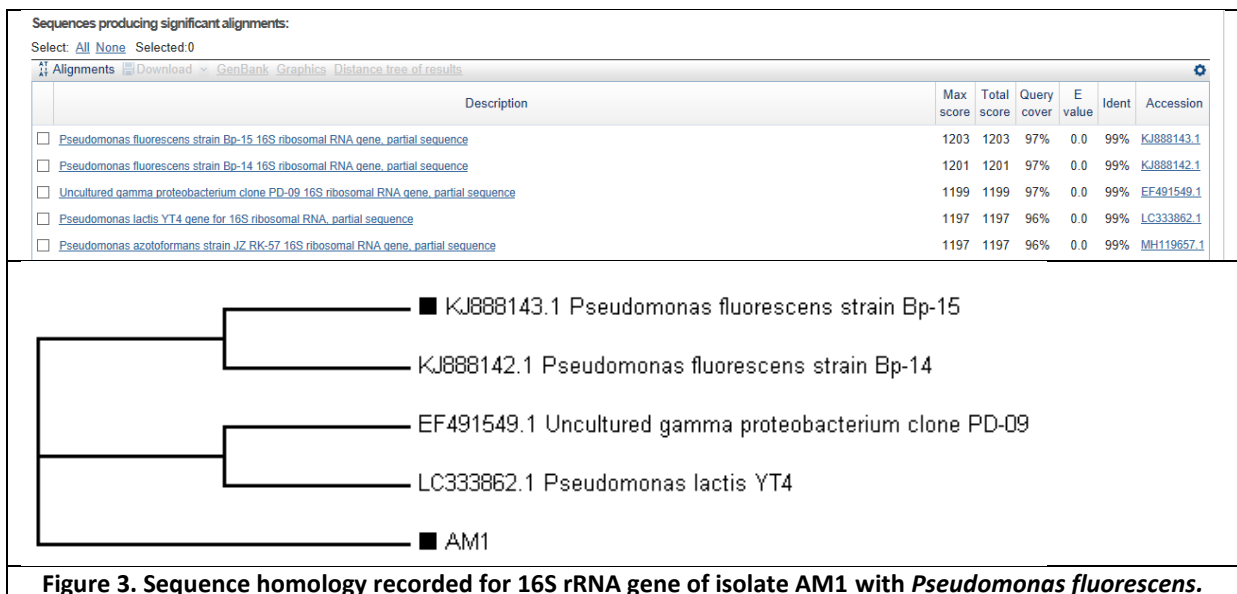 Sequences producing significant alignments:
Select: All None Selected:0
Alignments Download GenBank Graphics Distance tree of results
Description Max score Total score Query cover E value Ident Accession
Pseudomonas fluorescens strain Bp-15 16S ribosomal RNA gene, partial sequence 1203 1203 97% 0.0 99% KJ888143.1
Pseudomonas fluorescens strain Bp-14 16S ribosomal RNA gene, partial sequence 1201 1201 97% 0.0 99% KJ888142.1
Uncultured gamma proteobacterium clone PD-09 16S ribosomal RNA gene, partial sequence 1199 1199 97% 0.0 99% EF491549.1
Pseudomonas lactis YT4 gene for 16S ribosomal RNA, partial sequence 1197 1197 96% 0.0 99% LC333862.1
Pseudomonas azotoformans strain JZ RK-57 16S ribosomal RNA gene, partial sequence 1197 1197 96% 0.0 99% MH119657.1
KJ888143.1 Pseudomonas fluorescens strain Bp-15
KJ888142.1 Pseudomonas fluorescens strain Bp-14
EF491549.1 Uncultured gamma proteobacterium clone PD-09
LC333862.1 Pseudomonas lactis YT4
AM1
Figure 3. Sequence homology recorded for 16S rRNA gene of isolate AM1 with Pseudomonas fluorescens.